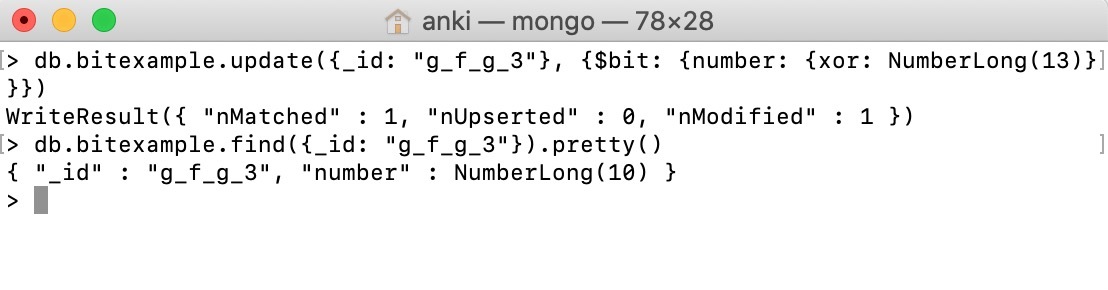 anki — mongo — 78×28
[> db.bitexample.update({_id: "g_f_g_3"}, {$bit: {number: {xor: NumberLong(13)}]
}})
WriteResult({ "nMatched" : 1, "nUpserted" : 0, "nModified" : 1 })
[> db.bitexample.find({_id: "g_f_g_3"}).pretty() ]
{ "_id" : "g_f_g_3", "number" : NumberLong(10) }
>